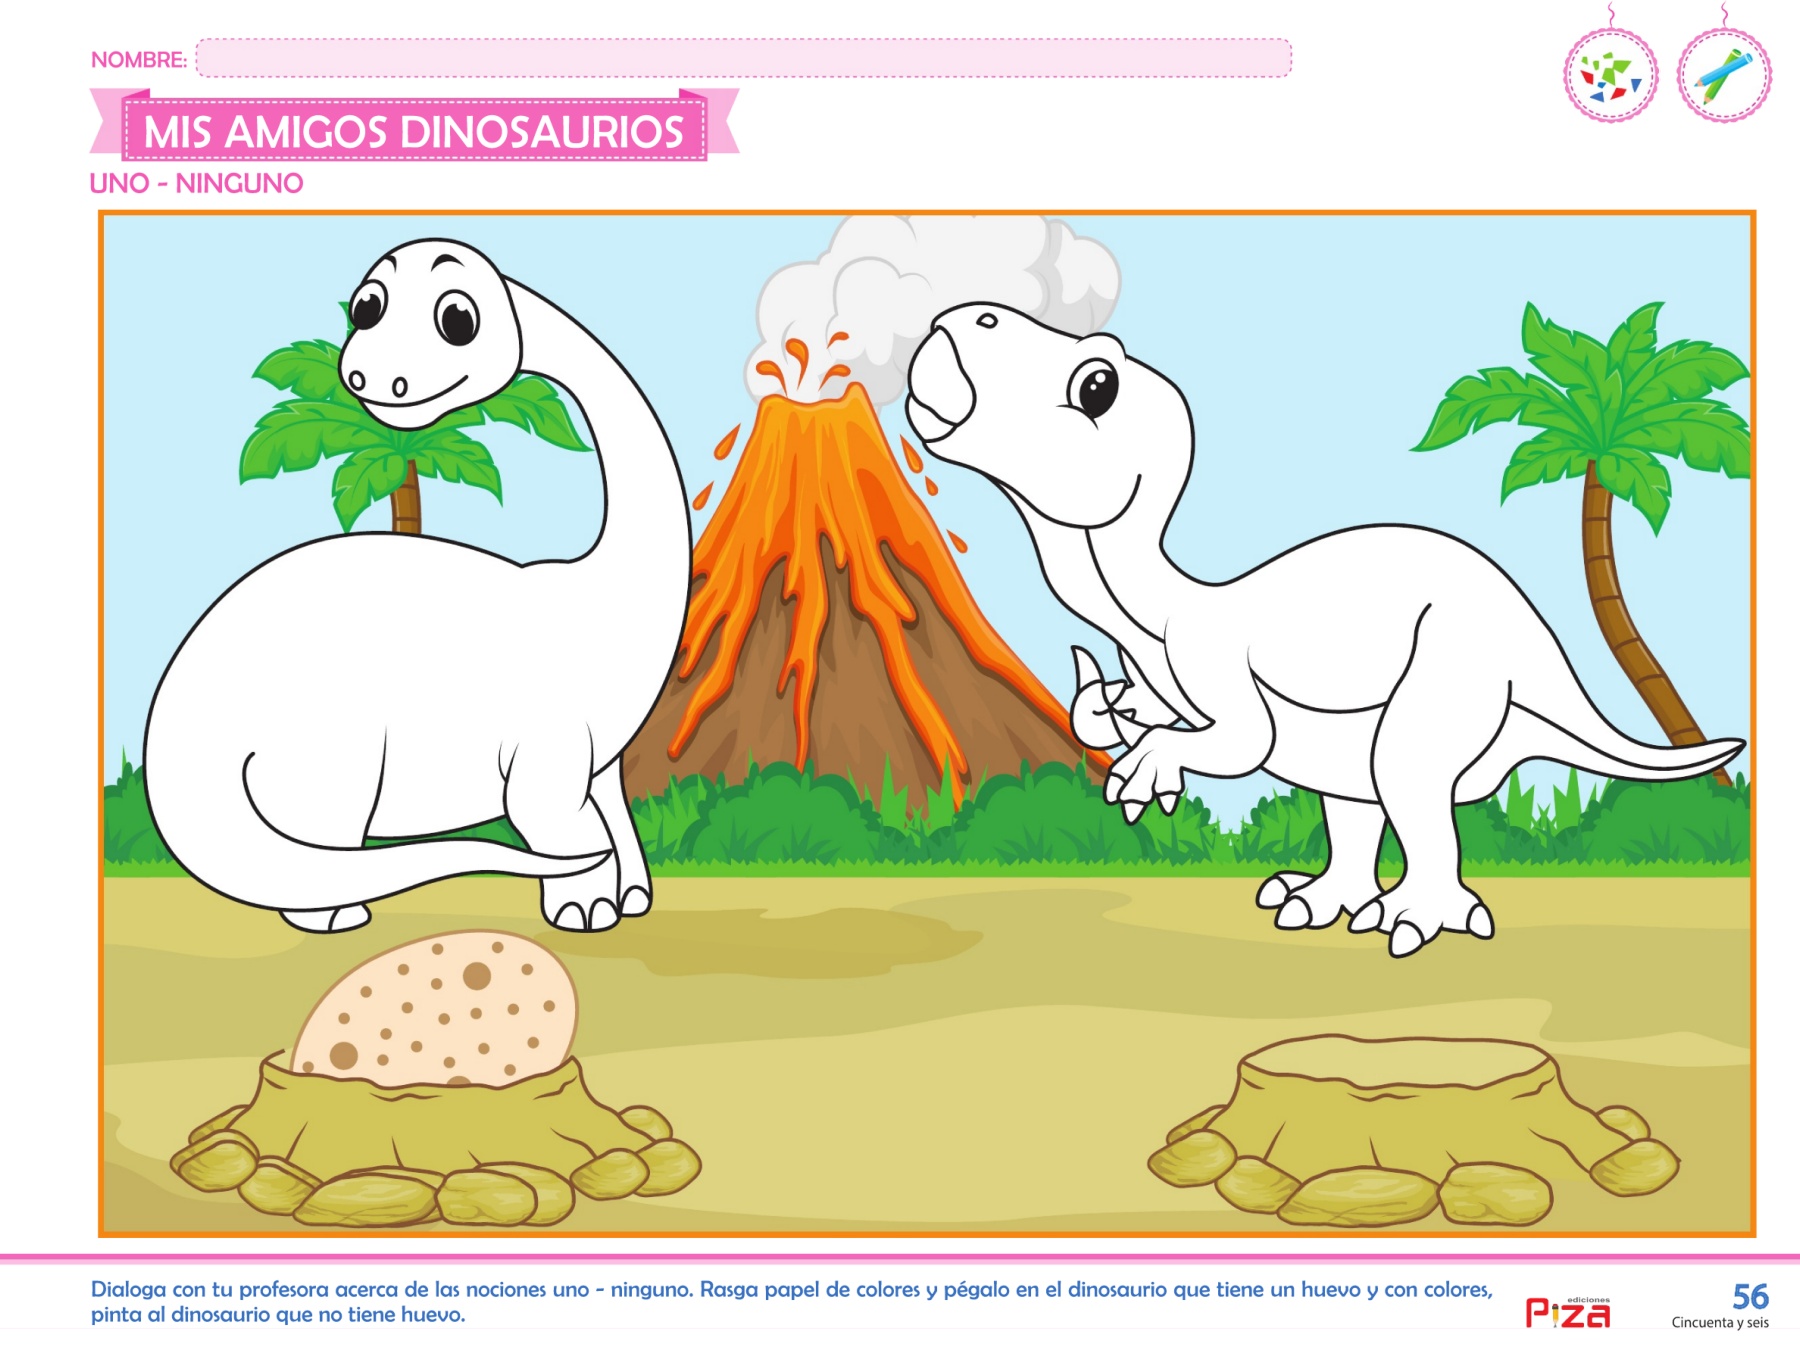 NOMBRE:
MIS AMIGOS DINOSAURIOS
UNO - NINGUNO
Dialoga con tu profesora acerca de las nociones uno - ninguno. Rasga papel de colores y pégalo en el dinosaurio que tiene un huevo y con colores,
pinta al dinosaurio que no tiene huevo.
ediciones
Piza
56
Cincuenta y seis